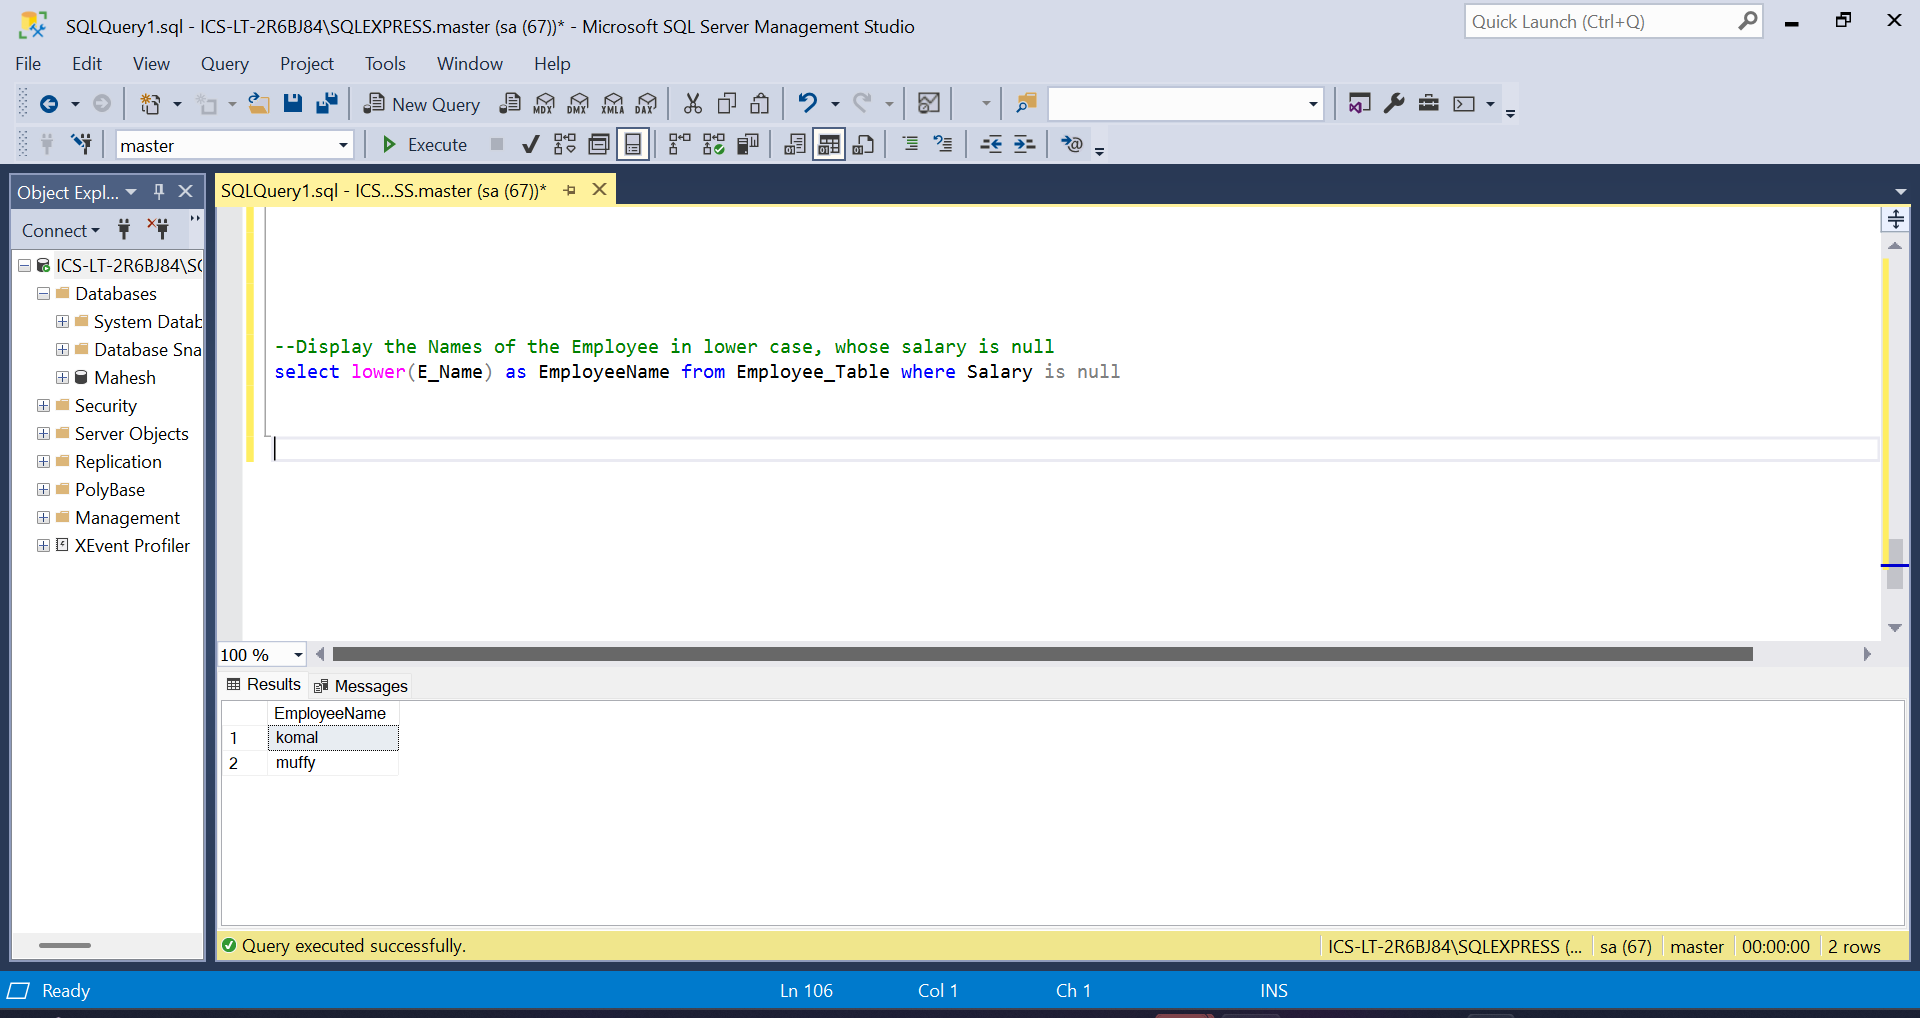 SQLQuery1.sql - ICS-LT-2R6BJ84\SQLEXPRESS.master (sa (67))* - Microsoft SQL Server Management Studio
Quick Launch (Ctrl+Q)
File Edit View Query Project Tools Window Help
New Query MDX DMX XMLA DAX
master Execute
Object Expl...
SQLQuery1.sql - ICS...SS.master (sa (67))*
Connect
ICS-LT-2R6BJ84\SQ
Databases
System Datab
Database Sna
Mahesh
Security
Server Objects
Replication
PolyBase
Management
XEvent Profiler
--Display the Names of the Employee in lower case, whose salary is null
select lower(E_Name) as EmployeeName from Employee_Table where Salary is null
100 %
Results Messages
EmployeeName
1 komal
2 muffy
Query executed successfully.
ICS-LT-2R6BJ84\SQLEXPRESS (... sa (67) master 00:00:00 2 rows
Ready Ln 106 Col 1 Ch 1 INS